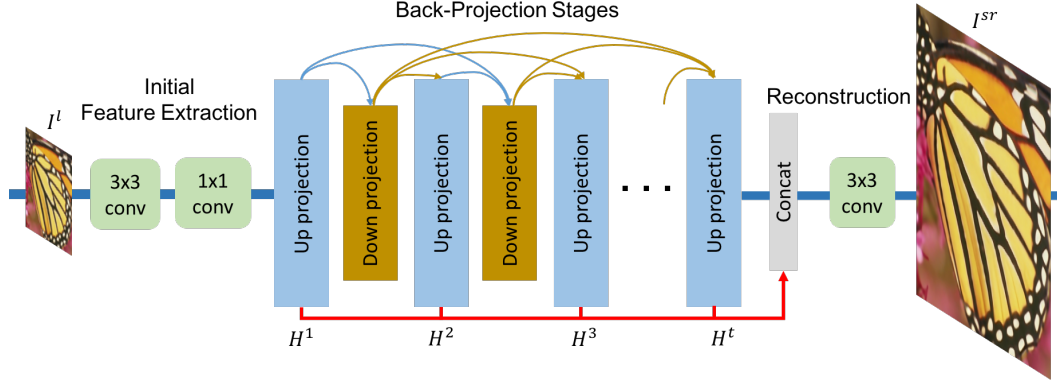 Back-Projection Stages
I^{sr}
Initial
Feature Extraction
Reconstruction
I^{l}
3x3
conv
1x1
conv
Up projection
Down projection
Up projection
Down projection
Up projection
. . .
Up projection
Concat
3x3
conv
H^{1}
H^{2}
H^{3}
H^{t}